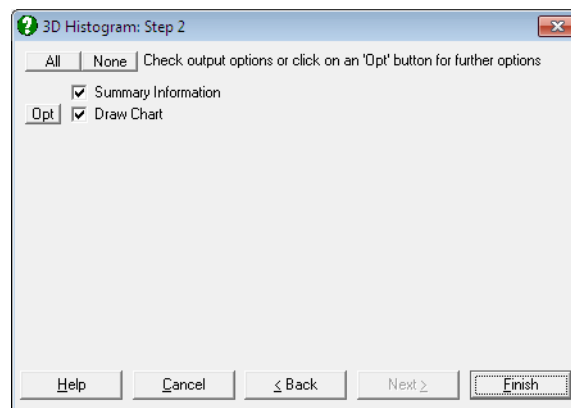 3D Histogram: Step 2
All None Check output options or click on an 'Opt' button for further options
Summary Information
Opt Draw Chart
Help Cancel < Back Next > Finish